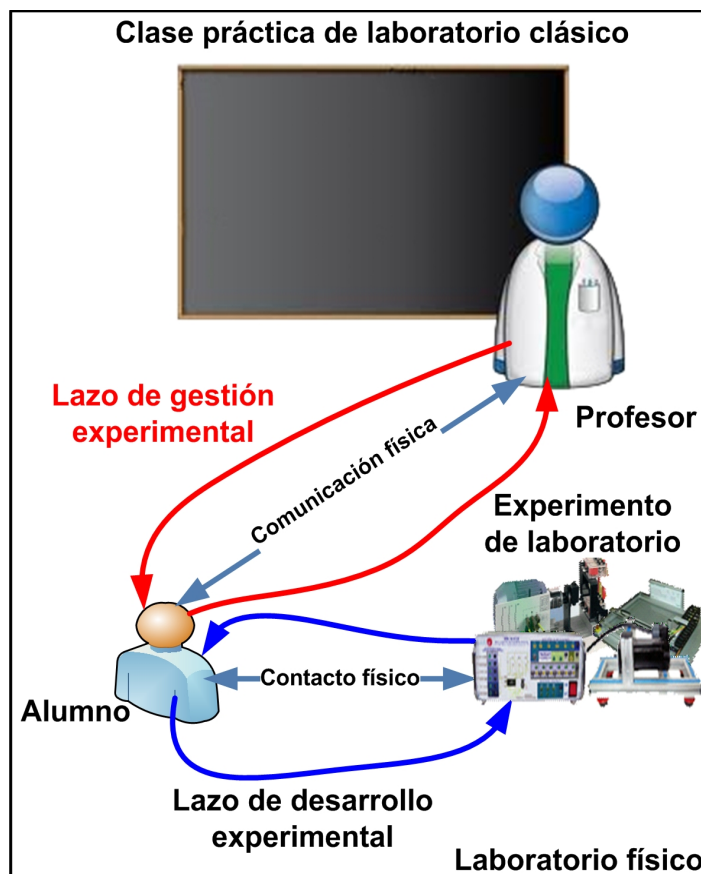 Clase práctica de laboratorio clásico
Lazo de gestión
experimental
Comunicación física
Profesor
Experimento
de laboratorio
Contacto físico
Alumno
Lazo de desarrollo
experimental
Laboratorio físico